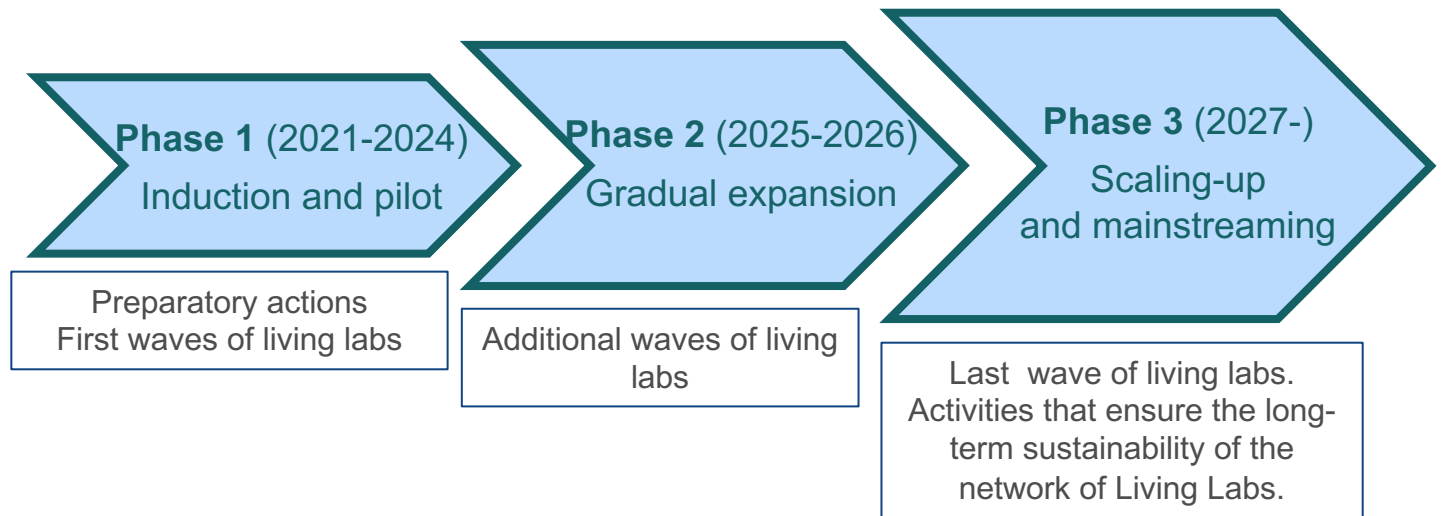 Phase 1 (2021-2024)
Induction and pilot
Preparatory actions
First waves of living labs
Phase 2 (2025-2026)
Gradual expansion
Additional waves of living
labs
Phase 3 (2027-)
Scaling-up
and mainstreaming
Last  wave of living labs.
Activities that ensure the long-
term sustainability of the
network of Living Labs.